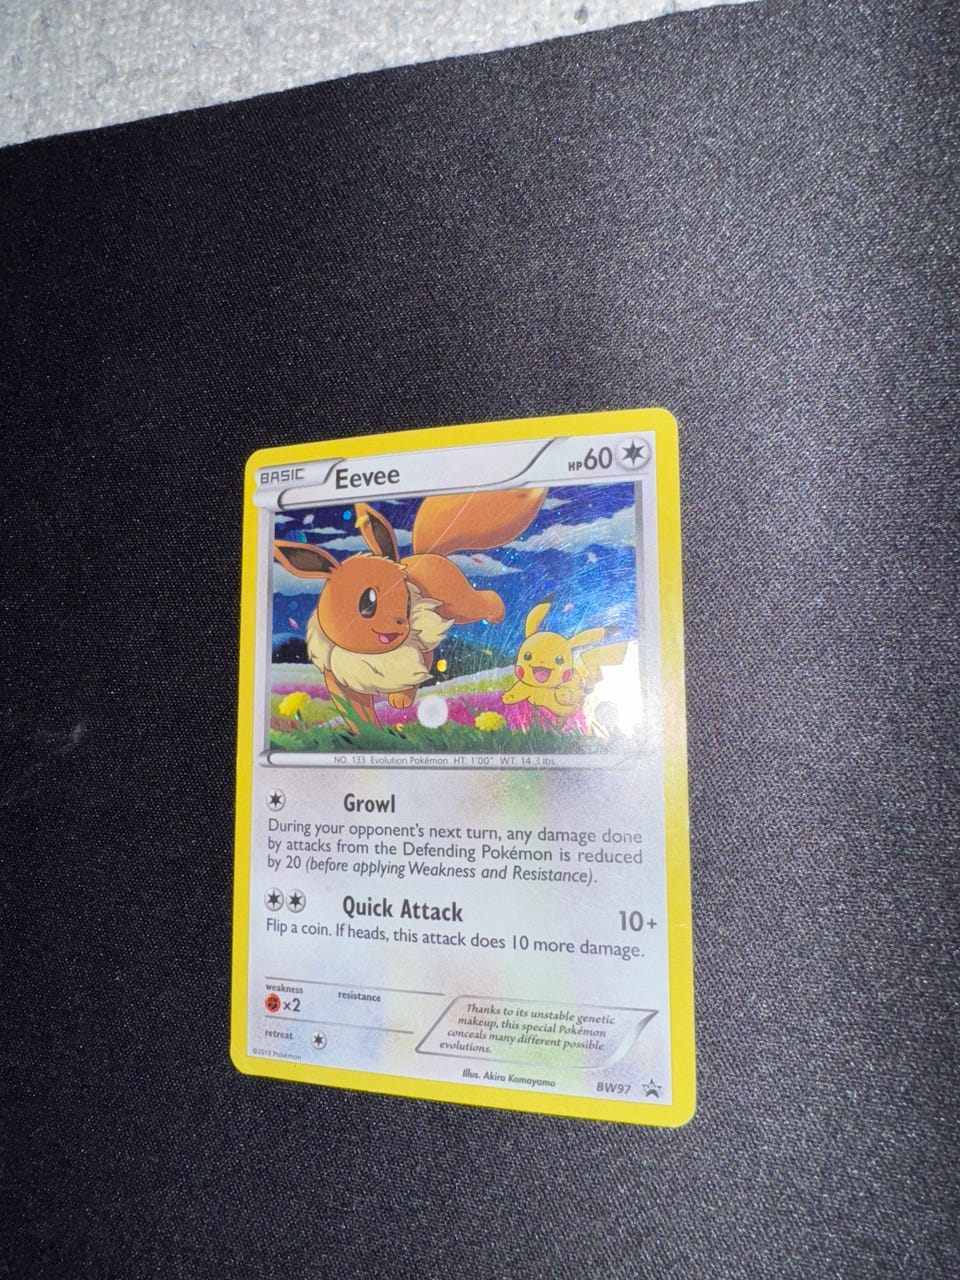 BASIC Eevee HP60
NO. 133 Evolution Pokémon HT: 1'00" WT: 14.3 lbs.
Growl
During your opponent's next turn, any damage done
by attacks from the Defending Pokémon is reduced
by 20 (before applying Weakness and Resistance).
Quick Attack 10+
Flip a coin. If heads, this attack does 10 more damage.
weakness resistance
x2
retreat
Thanks to its unstable genetic
makeup, this special Pokémon
conceals many different possible
evolutions.
©2013 Pokémon
Illus. Akira Komayama
BW97